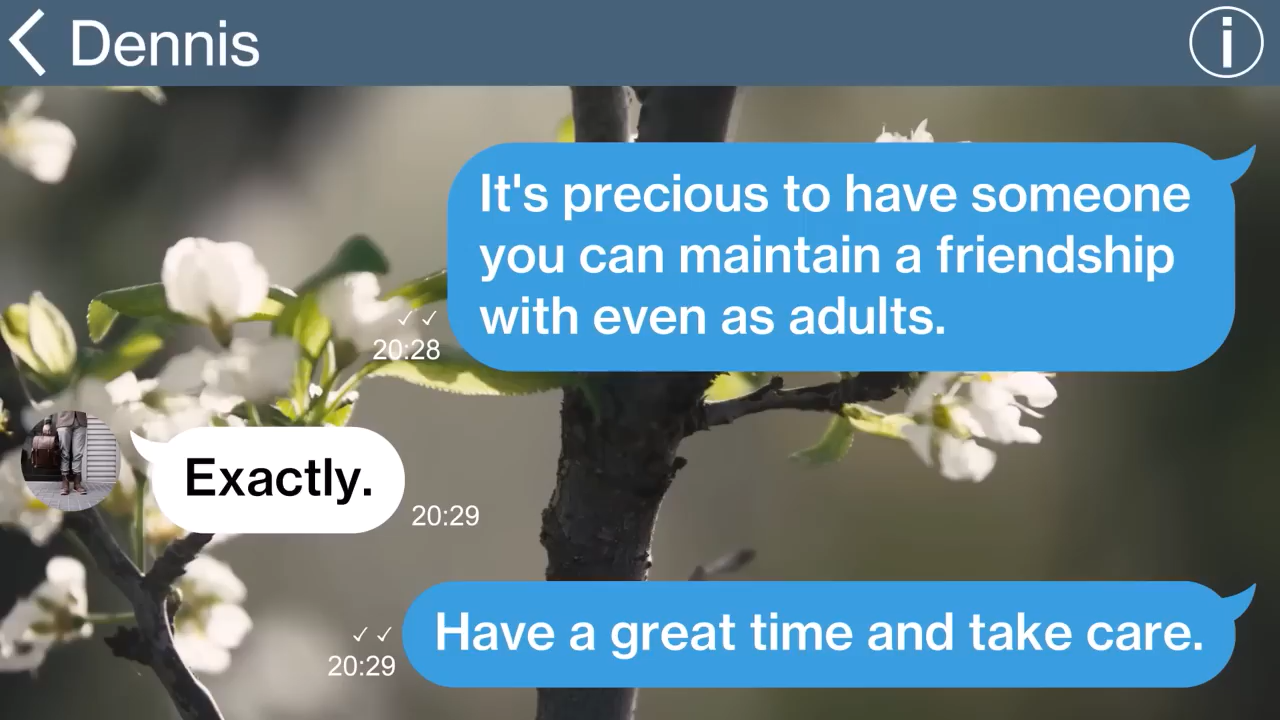 Dennis
It's precious to have someone
you can maintain a friendship
with even as adults.
✓ ✓
20:28
Exactly.
20:29
Have a great time and take care.
✓ ✓
20:29